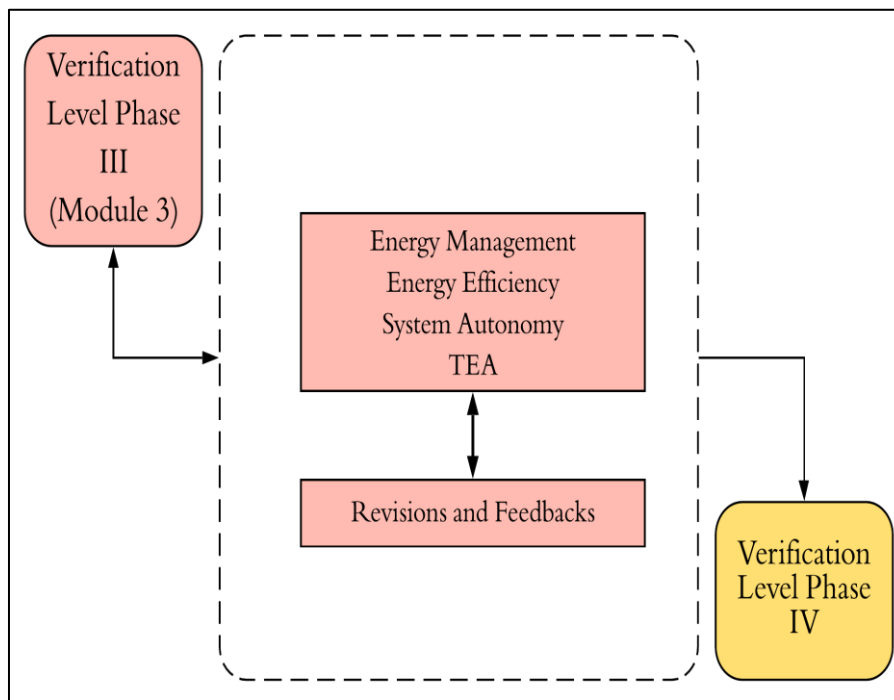 Verification
Level Phase
III
(Module 3)
Energy Management
Energy Efficiency
System Autonomy
TEA
Revisions and Feedbacks
Verification
Level Phase
IV